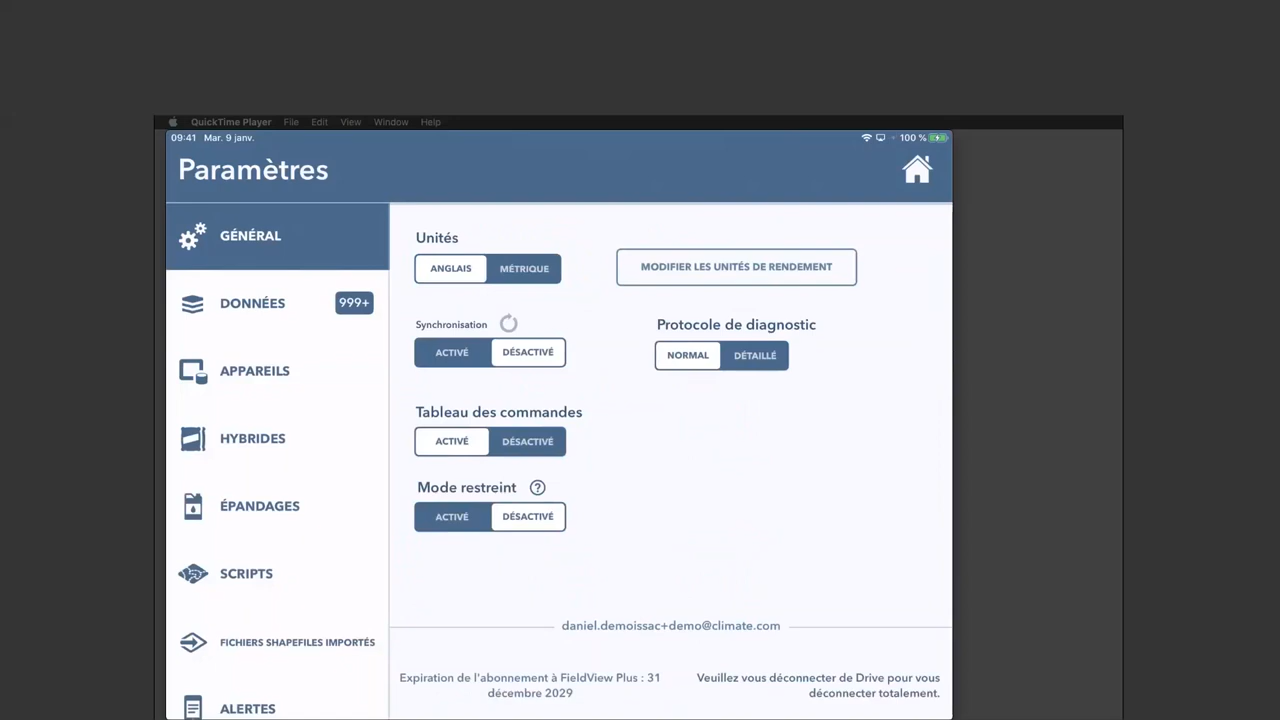 QuickTime Player File Edit View Window Help
09:41 Mar. 9 janv. 100 %
Paramètres
GÉNÉRAL
DONNÉES 999+
APPAREILS
HYBRIDES
ÉPANDAGES
SCRIPTS
FICHIERS SHAPEFILES IMPORTÉS
ALERTES
Unités
ANGLAIS MÉTRIQUE
MODIFIER LES UNITÉS DE RENDEMENT
Synchronisation
ACTIVÉ DÉSACTIVÉ
Protocole de diagnostic
NORMAL DÉTAILLÉ
Tableau des commandes
ACTIVÉ DÉSACTIVÉ
Mode restreint ?
ACTIVÉ DÉSACTIVÉ
daniel.demoissac+demo@climate.com
Expiration de l'abonnement à FieldView Plus : 31
décembre 2029
Veuillez vous déconnecter de Drive pour vous
déconnecter totalement.